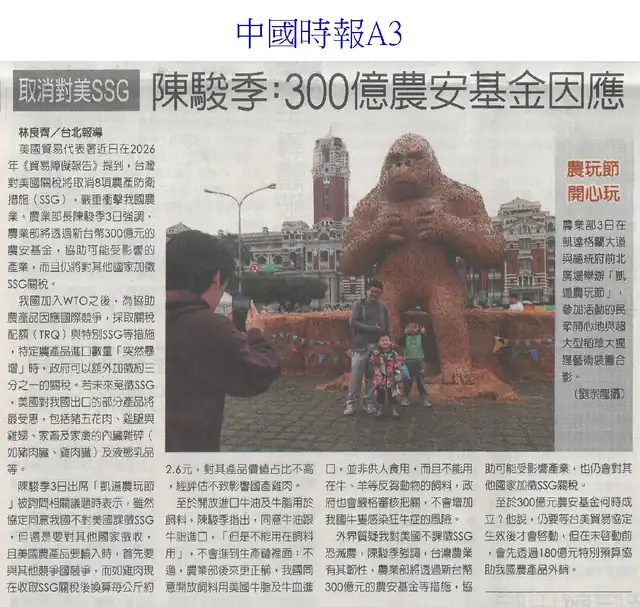 中國時報A3
取消對美SSG
陳駿季：300億農安基金因應
林良齊／台北報導
美國貿易代表署近日在2026
年《貿易障礙報告》提到，台灣
對美國關稅將取消8項農產防衛
措施（SSG），嚴重衝擊我國農
業。農業部長陳駿季3日強調，
農業部將透過新台幣300億元的
農安基金，協助可能受影響的
產業，而且仍將對其他國家加徵
SSG關稅。
我國加入WTO之後，為協助
農產品因應國際競爭，採取關稅
配額（TRQ）與特別SSG等措施
，特定農產品進口數量「突然暴
增」時，政府可以額外加徵約三
分之一的關稅。若未來免徵SSG
，美國對我國出口的部分產品將
最受惠，包括豬五花肉、雞腿與
雞翅、家畜及家禽的內臟雜碎（
如豬肉臟、雞肉臟）及液態乳品
等。
陳駿季3日出席「凱道農玩節
」被詢問相關議題時表示，雖然
協定同意我國不對美國課徵SSG
，但還是要對其他國家徵收，
且美國農產品要輸入時，首先要
與其他競爭國競爭，而如雞肉現
在收取SSG關稅後換算每公斤約
2.6元，對其產品價值占比不高
，經評估不致影響國產雞肉。
至於開放進口牛油及牛脂用於
飼料，陳駿季指出，同意牛油跟
牛脂進口，「但是不能用在飼料
用」，不會進到生產鏈裡面；不
過，農業部後來更正稱，我國同
意開放飼料用美國牛脂及牛血進
口，並非供人食用，而且不能用
在牛、羊等反芻動物的飼料，政
府也會嚴格審核把關，不會增加
我國牛隻感染狂牛症的風險。
外界質疑我對美國不課徵SSG
恐減農，陳駿季強調，台灣農業
有其韌性，農業部將透過新台幣
300億元的農安基金等措施，協
助可能受影響產業，也仍會對其
他國家加徵SSG關稅。
至於300億元農安基金何時成
立？他說，仍要等台美貿易協定
生效後才會啟動，但在未啟動前
，會先透過180億元特別預算協
助我國農產品外銷。
農玩節
開心玩
農業部3日在
凱達格蘭大道
與總統府前北
廣場舉辦「凱
道農玩節」，
參加活動的民
眾開心地與超
大型稻草大猩
猩藝術裝置合
影。
（劉宗龍攝）